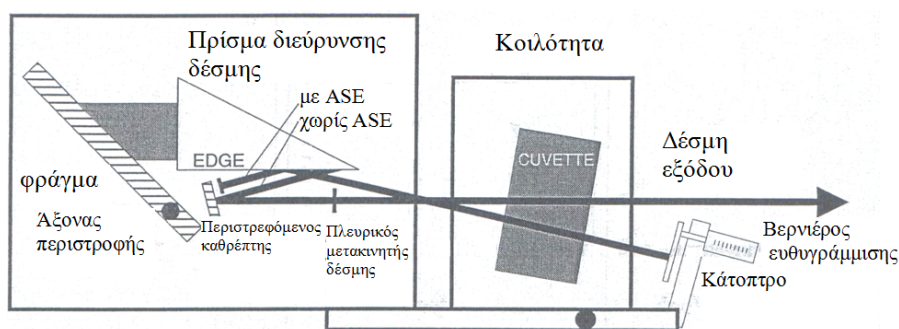 Πρίσμα διεύρυνσης
δέσμης
με ASE
χωρίς ASE
EDGE
φράγμα
Άξονας
περιστροφής
Περιστρεφόμενος
καθρέπτης
Πλευρικός
μετακινητής
δέσμης
Κοιλότητα
CUVETTE
Δέσμη
εξόδου
Βερνιέρος
ευθυγράμμισης
Κάτοπτρο